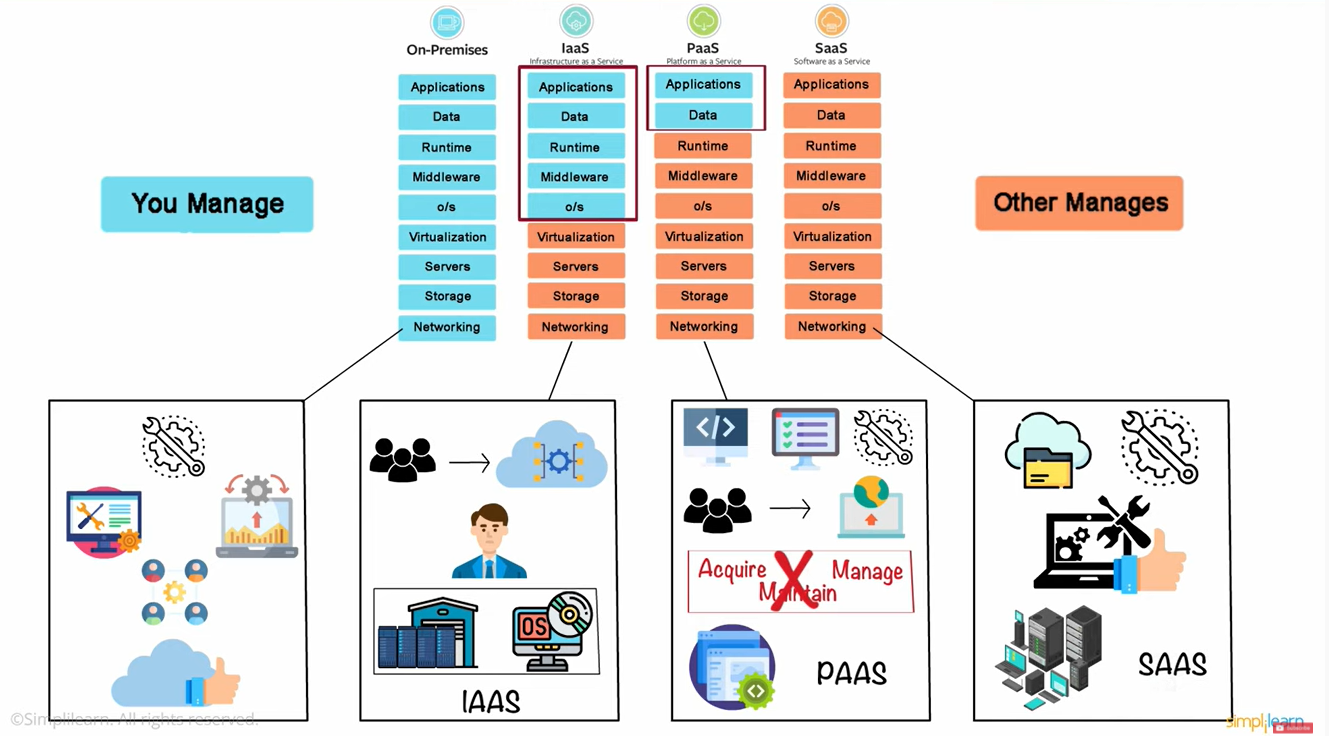 On-Premises
IaaS
Infrastructure as a Service
PaaS
Platform as a Service
SaaS
Software as a Service
Applications
Data
Runtime
Middleware
o/s
Virtualization
Servers
Storage
Networking
Applications
Data
Runtime
Middleware
o/s
Virtualization
Servers
Storage
Networking
Applications
Data
Runtime
Middleware
o/s
Virtualization
Servers
Storage
Networking
Applications
Data
Runtime
Middleware
o/s
Virtualization
Servers
Storage
Networking
You Manage
Other Manages
OS
IAAS
</>
Acquire Manage
Maintain
<>
PAAS
SAAS
©Simplilearn. All rights reserved.
simplilearn
Subscribe